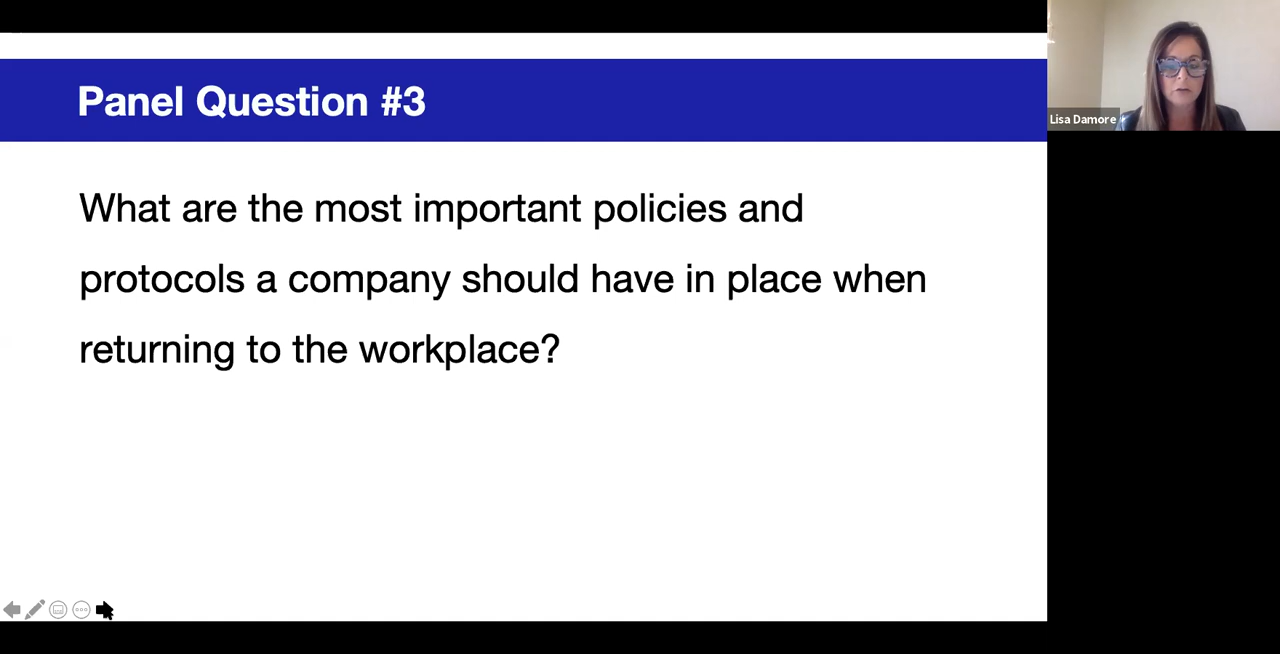 Panel Question #3
Lisa Damore
What are the most important policies and
protocols a company should have in place when
returning to the workplace?